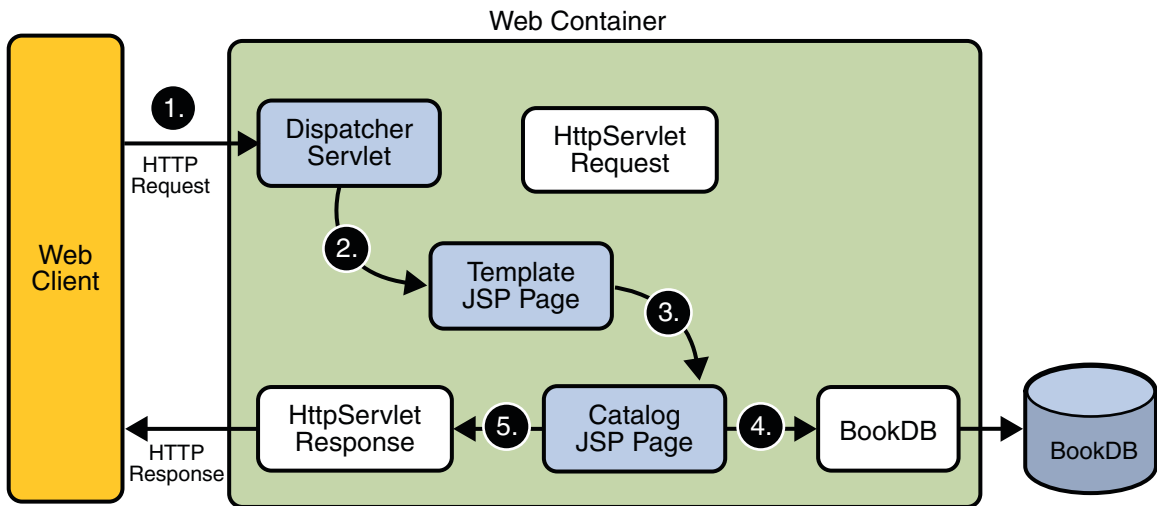 Web Container
1.
HTTP
Request
Dispatcher
Servlet
HttpServlet
Request
2.
Web
Client
Template
JSP Page
3.
HttpServlet
Response
5.
Catalog
JSP Page
4.
BookDB
BookDB
HTTP
Response